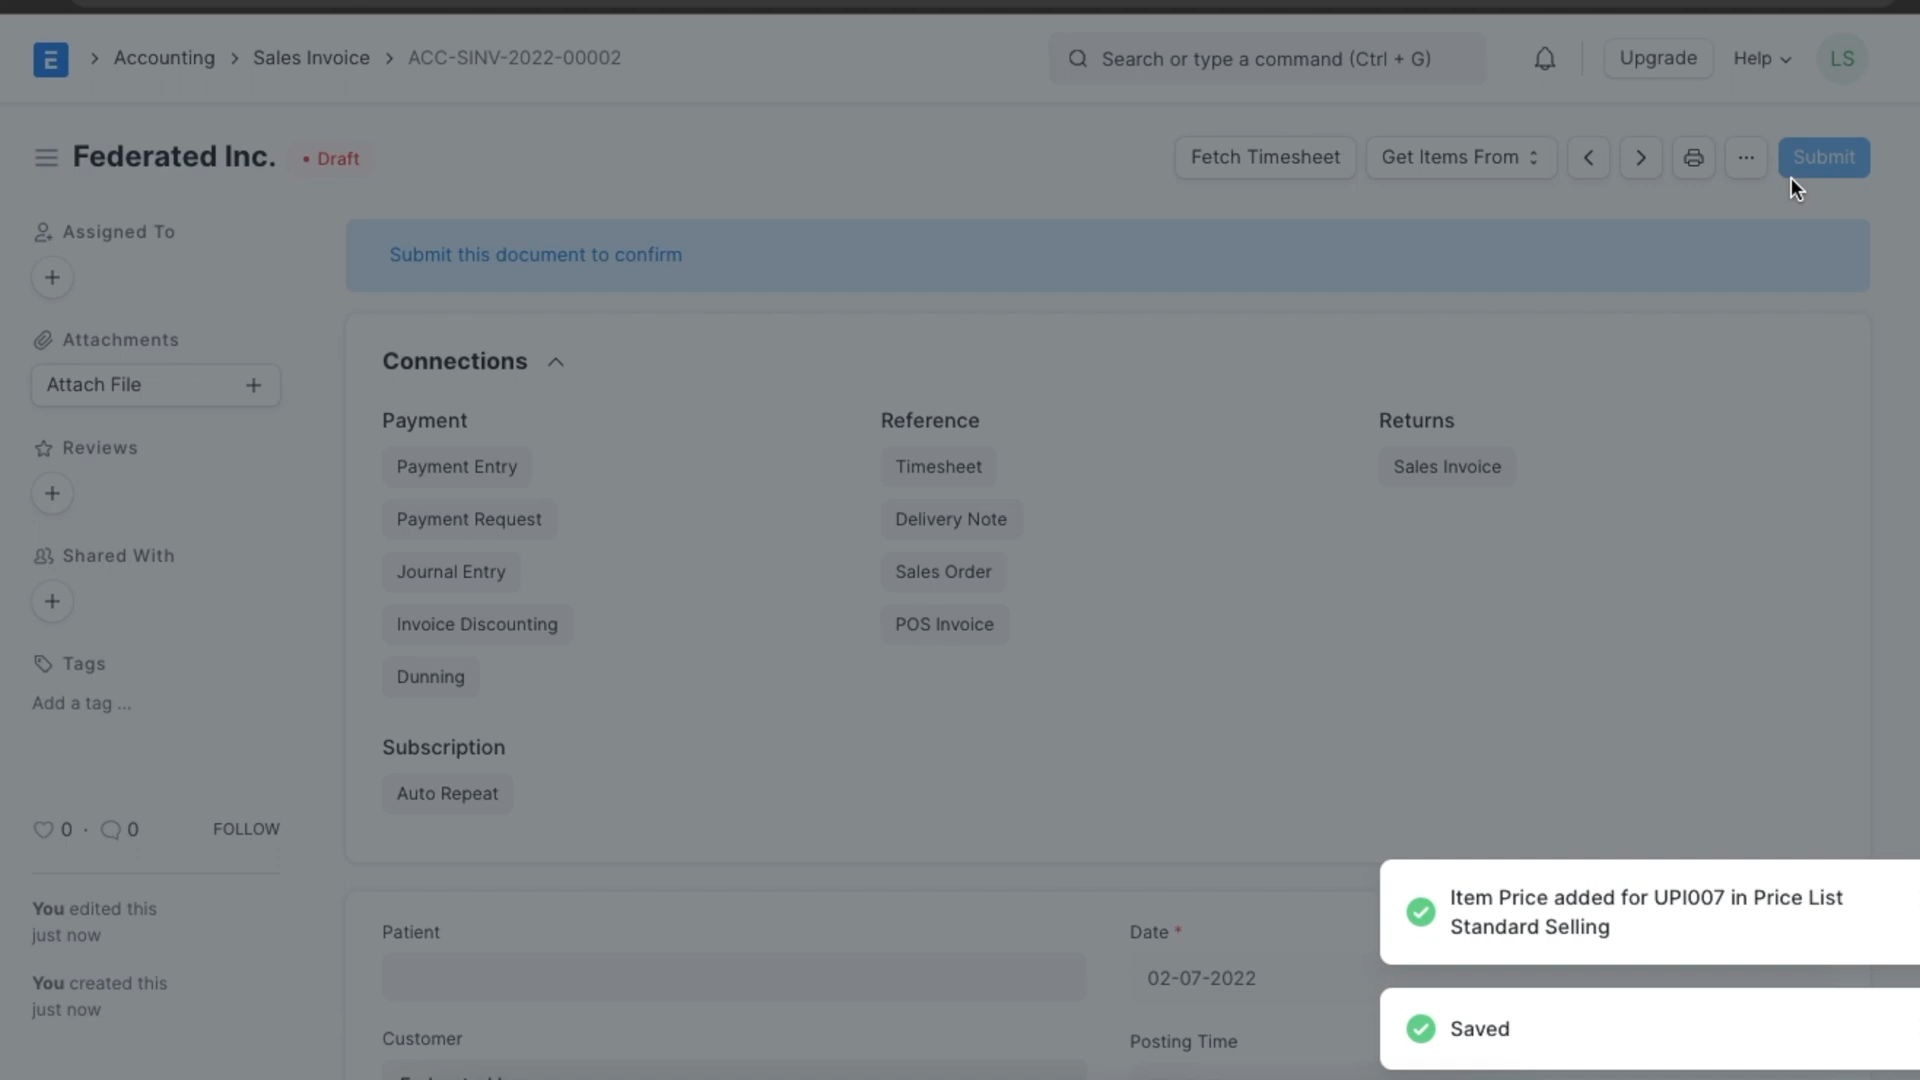 E
Accounting
Sales Invoice
ACC-SINV-2022-00002
Search or type a command (Ctrl + G)
Upgrade
Help
LS
Federated Inc.
• Draft
Fetch Timesheet
Get Items From
Submit
Assigned To
Submit this document to confirm
Attachments
Attach File
Reviews
Shared With
Tags
Add a tag ...
0 · 0
FOLLOW
You edited this
just now
You created this
just now
Connections
Payment
Payment Entry
Payment Request
Journal Entry
Invoice Discounting
Dunning
Subscription
Auto Repeat
Reference
Timesheet
Delivery Note
Sales Order
POS Invoice
Returns
Sales Invoice
Patient
Customer
Date *
02-07-2022
Posting Time
Item Price added for UPI007 in Price List
Standard Selling
Saved